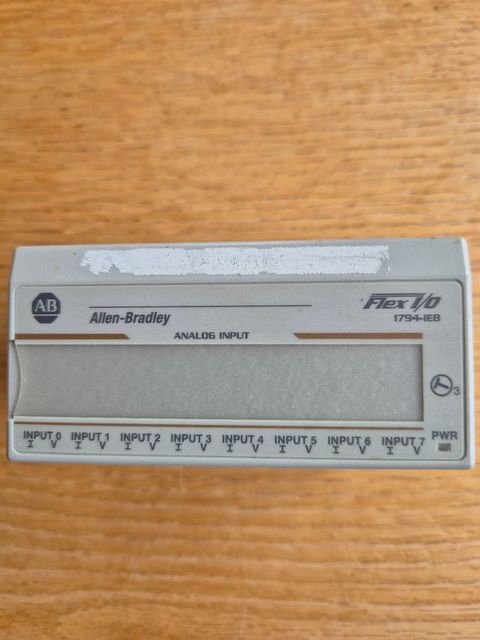 AB
Allen-Bradley
Flex I/O
1794-IE8
ANALOG INPUT
3
INPUT 0 INPUT 1 INPUT 2 INPUT 3 INPUT 4 INPUT 5 INPUT 6 INPUT 7 PWR
I V I V I V I V I V I V I V I V